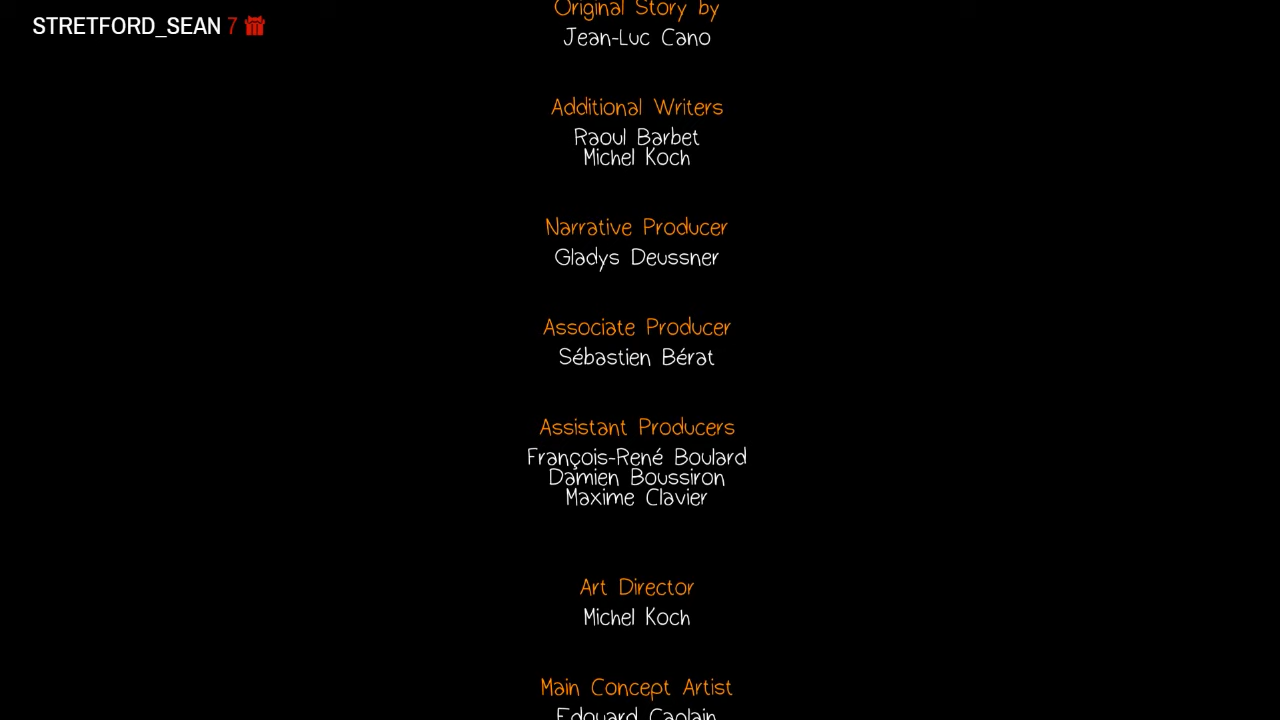 STRETFORD_SEAN 7
Original Story by
Jean-Luc Cano
Additional Writers
Raoul Barbet
Michel Koch
Narrative Producer
Gladys Deussner
Associate Producer
Sébastien Bérat
Assistant Producers
François-René Boulard
Damien Boussiron
Maxime Clavier
Art Director
Michel Koch
Main Concept Artist
Edouard Caplain